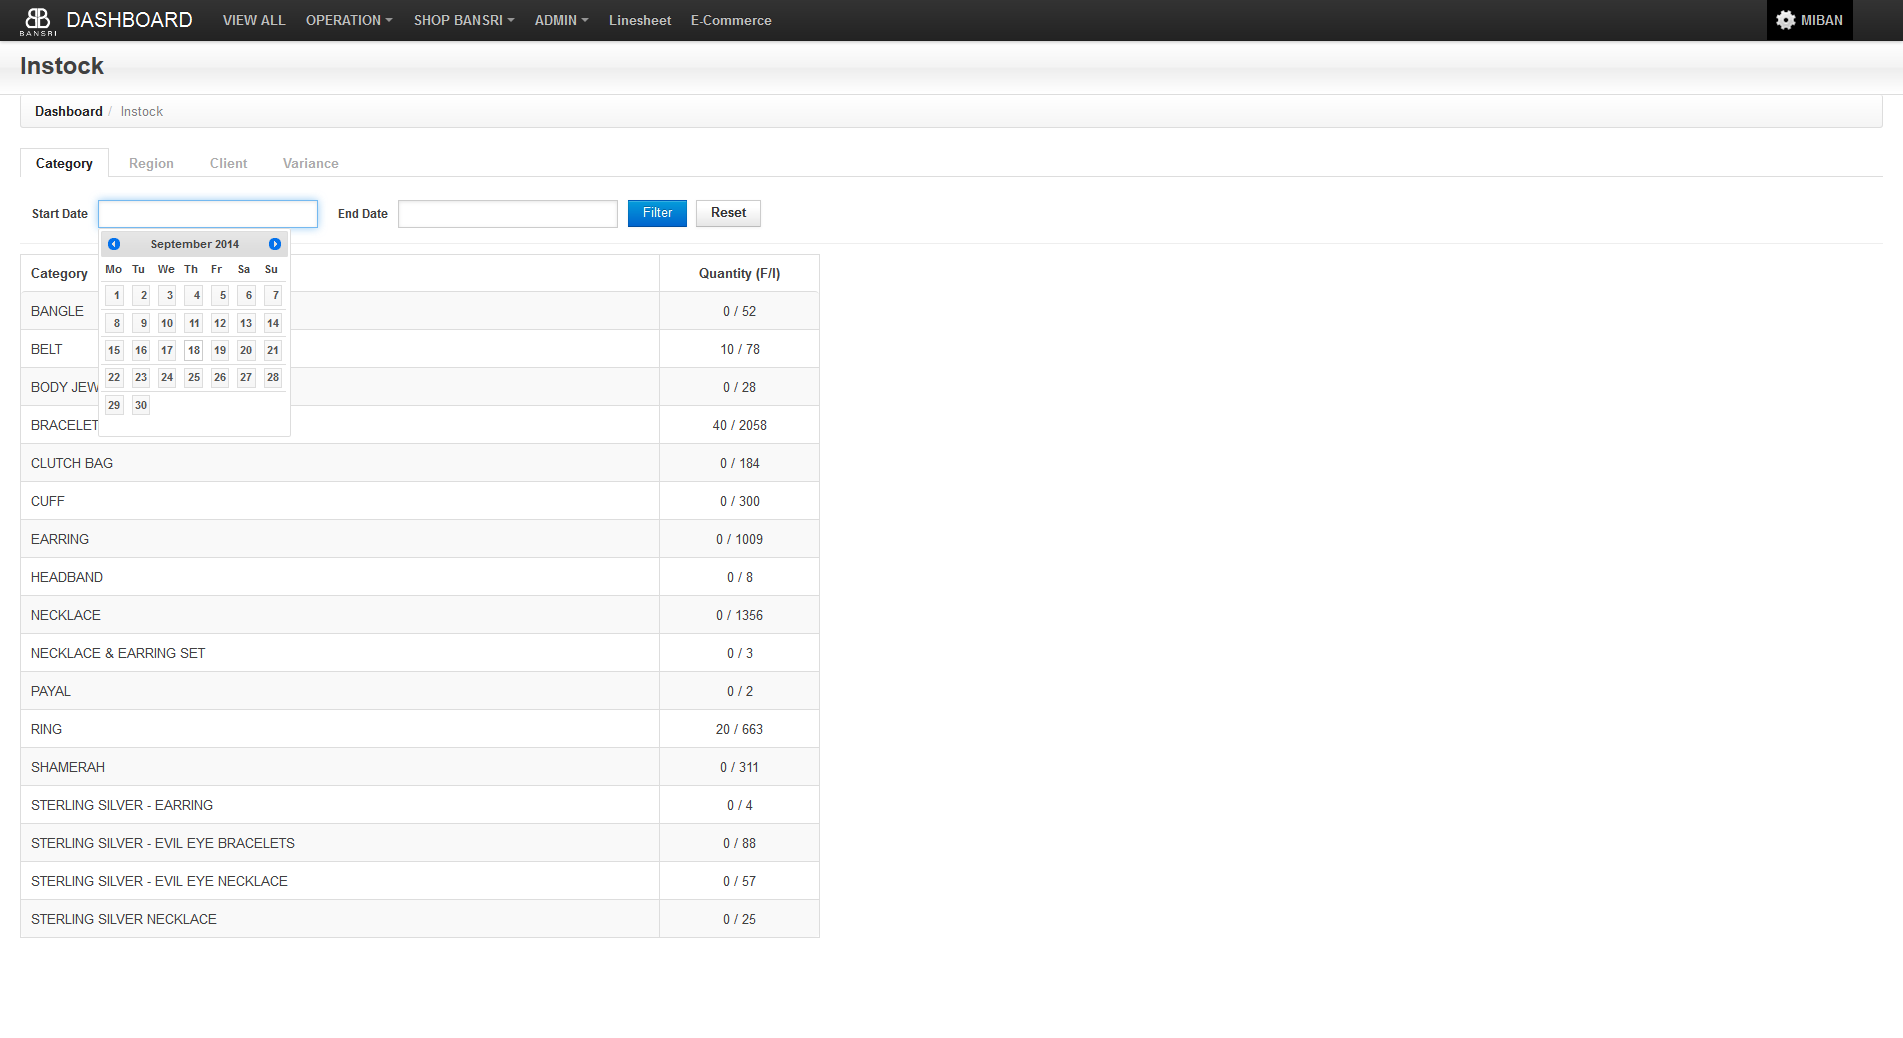 BANSRI DASHBOARD VIEW ALL OPERATION SHOP BANSRI ADMIN Linesheet E-Commerce MIBAN
Instock
Dashboard / Instock
Category Region Client Variance
Start Date End Date Filter Reset
September 2014
Mo Tu We Th Fr Sa Su
1 2 3 4 5 6 7
8 9 10 11 12 13 14
15 16 17 18 19 20 21
22 23 24 25 26 27 28
29 30
Category Quantity (F/I)
BANGLE 0 / 52
BELT 10 / 78
BODY JEW 0 / 28
BRACELET 40 / 2058
CLUTCH BAG 0 / 184
CUFF 0 / 300
EARRING 0 / 1009
HEADBAND 0 / 8
NECKLACE 0 / 1356
NECKLACE & EARRING SET 0 / 3
PAYAL 0 / 2
RING 20 / 663
SHAMERAH 0 / 311
STERLING SILVER - EARRING 0 / 4
STERLING SILVER - EVIL EYE BRACELETS 0 / 88
STERLING SILVER - EVIL EYE NECKLACE 0 / 57
STERLING SILVER NECKLACE 0 / 25